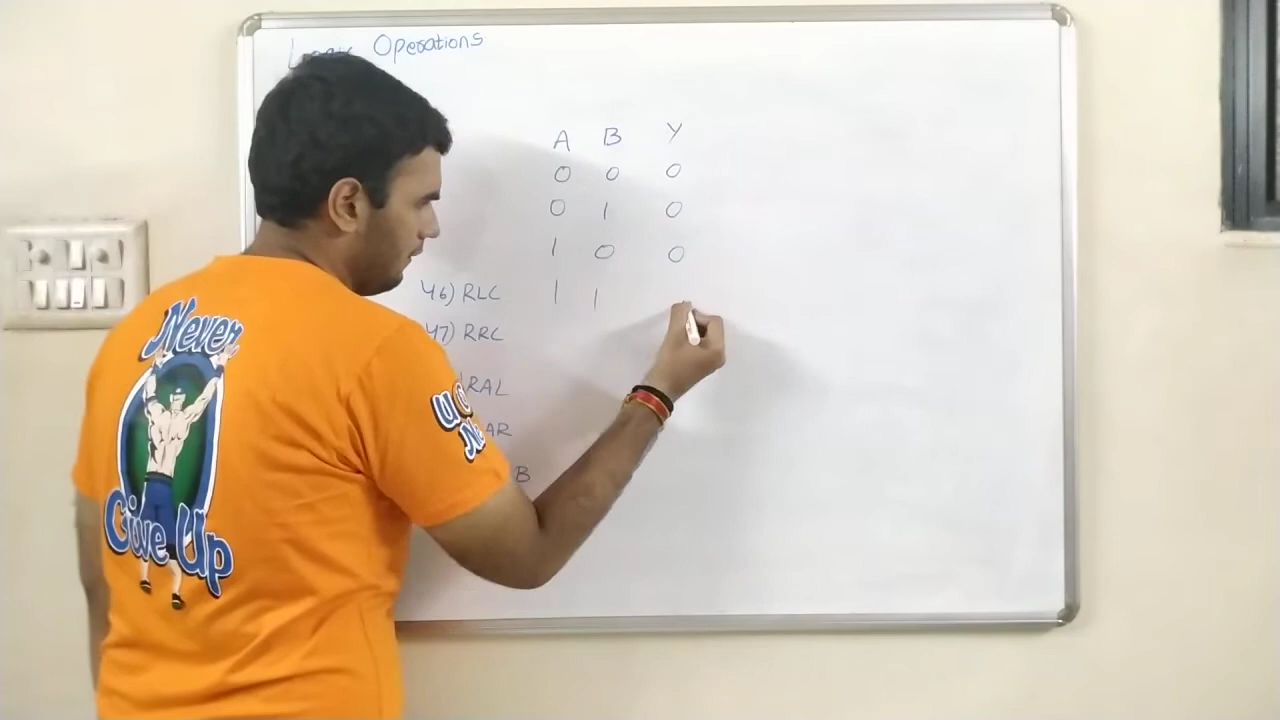 Logic Operations
A B Y
0 0 0
0 1 0
1 0 0
1 1
46) RLC
47) RRC
RAL
AR
B
Never
Give Up
U